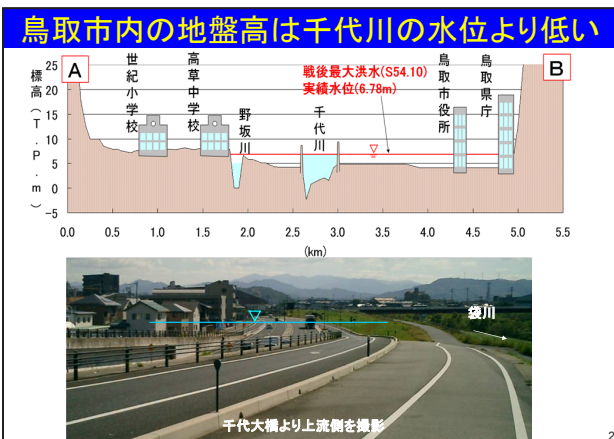 鳥取市内の地盤高は千代川の水位より低い
A
B
戦後最大洪水(S54.10)
実績水位(6.78m)
世紀小学校
高草中学校
野坂川
千代川
鳥取市役所
鳥取県庁
標高(T.P.m)
25
20
15
10
5
0
-5
0.0 0.5 1.0 1.5 2.0 2.5 3.0 3.5 4.0 4.5 5.0 5.5
(km)
袋川
千代大橋より上流側を撮影
2